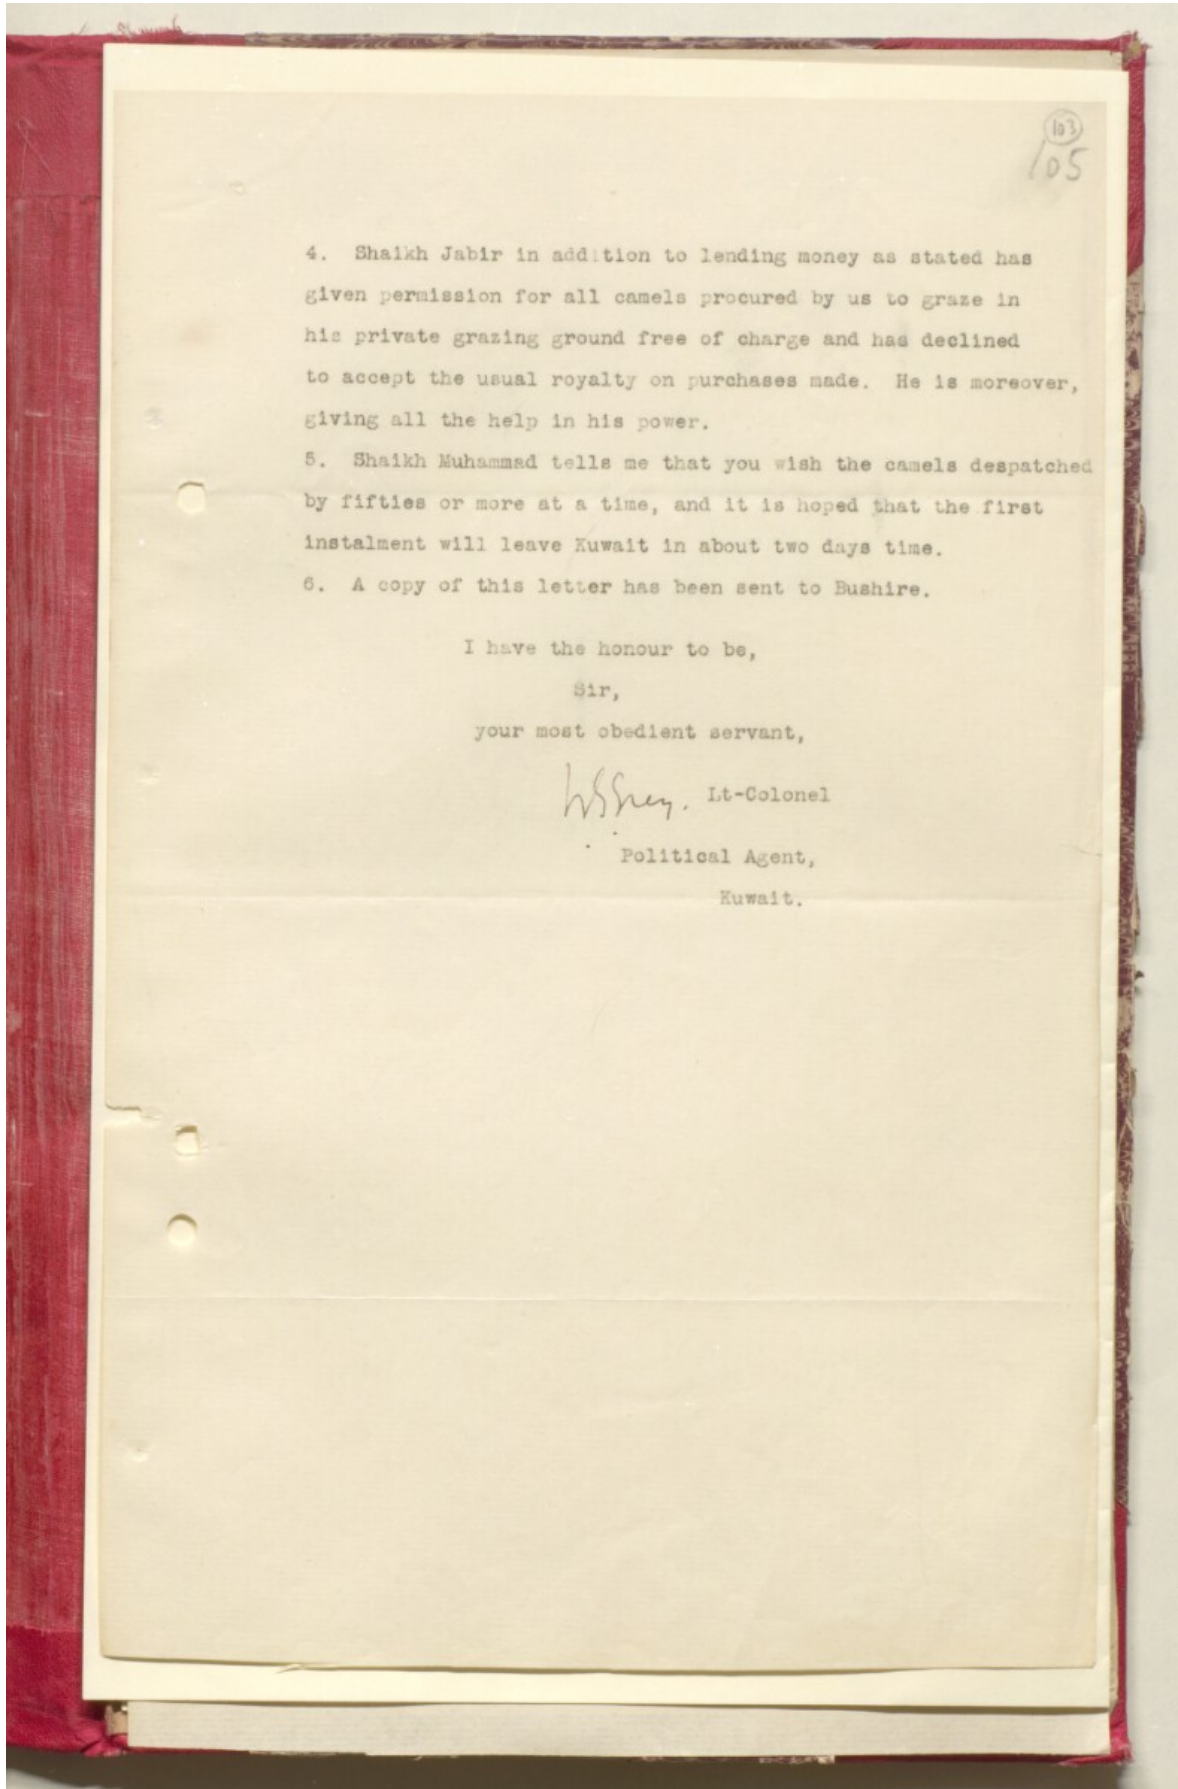 103
105
4. Shaikh Jabir in addition to lending money as stated has
given permission for all camels procured by us to graze in
his private grazing ground free of charge and has declined
to accept the usual royalty on purchases made. He is moreover,
giving all the help in his power.
5. Shaikh Muhammad tells me that you wish the camels despatched
by fifties or more at a time, and it is hoped that the first
instalment will leave Kuwait in about two days time.
6. A copy of this letter has been sent to Bushire.
I have the honour to be,
Sir,
your most obedient servant,
Grey. Lt-Colonel
Political Agent,
Kuwait.